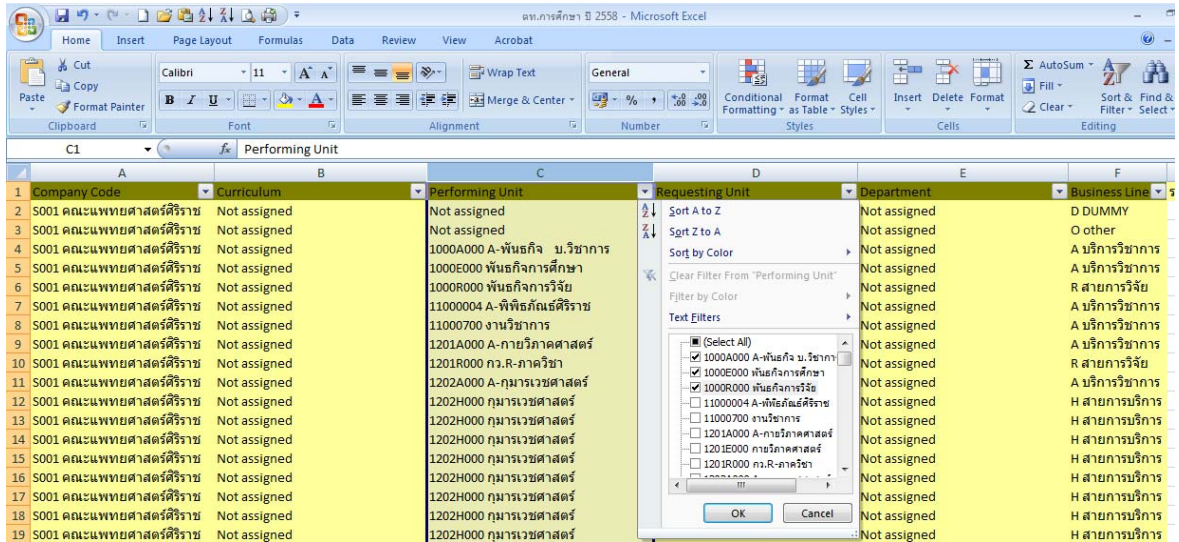 ตท.การศึกษา ปี 2558 - Microsoft Excel
Home Insert Page Layout Formulas Data Review View Acrobat
Paste
Cut
Copy
Format Painter
Clipboard
Calibri 11 A A
B I U A
Font
Wrap Text
Merge & Center
Alignment
General
% , .0 .00 .00 .0
Number
Conditional Formatting Format as Table Cell Styles
Styles
Insert Delete Format
Cells
Σ AutoSum
Fill
Clear
Sort & Filter Find & Select
Editing
C1 fx Performing Unit
A B C D E F
1 Company Code Curriculum Performing Unit Requesting Unit Department Business Line
2 S001 คณะแพทยศาสตร์ศิริราช Not assigned Not assigned Not assigned D DUMMY
3 S001 คณะแพทยศาสตร์ศิริราช Not assigned Not assigned Not assigned O other
4 S001 คณะแพทยศาสตร์ศิริราช Not assigned 1000A000 A-พันธกิจ บ.วิชาการ Not assigned A บริการวิชาการ
5 S001 คณะแพทยศาสตร์ศิริราช Not assigned 1000E000 พันธกิจการศึกษา Not assigned A บริการวิชาการ
6 S001 คณะแพทยศาสตร์ศิริราช Not assigned 1000R000 พันธกิจการวิจัย Not assigned R สายการวิจัย
7 S001 คณะแพทยศาสตร์ศิริราช Not assigned 11000004 A-พิพิธภัณธ์ศิริราช Not assigned A บริการวิชาการ
8 S001 คณะแพทยศาสตร์ศิริราช Not assigned 11000700 งานวิชาการ Not assigned A บริการวิชาการ
9 S001 คณะแพทยศาสตร์ศิริราช Not assigned 1201A000 A-กายวิภาคศาสตร์ Not assigned A บริการวิชาการ
10 S001 คณะแพทยศาสตร์ศิริราช Not assigned 1201R000 กว.R-ภาควิชา Not assigned R สายการวิจัย
11 S001 คณะแพทยศาสตร์ศิริราช Not assigned 1202A000 A-กุมารเวชศาสตร์ Not assigned A บริการวิชาการ
12 S001 คณะแพทยศาสตร์ศิริราช Not assigned 1202H000 กุมารเวชศาสตร์ Not assigned H สายการบริการ
13 S001 คณะแพทยศาสตร์ศิริราช Not assigned 1202H000 กุมารเวชศาสตร์ Not assigned H สายการบริการ
14 S001 คณะแพทยศาสตร์ศิริราช Not assigned 1202H000 กุมารเวชศาสตร์ Not assigned H สายการบริการ
15 S001 คณะแพทยศาสตร์ศิริราช Not assigned 1202H000 กุมารเวชศาสตร์ Not assigned H สายการบริการ
16 S001 คณะแพทยศาสตร์ศิริราช Not assigned 1202H000 กุมารเวชศาสตร์ Not assigned H สายการบริการ
17 S001 คณะแพทยศาสตร์ศิริราช Not assigned 1202H000 กุมารเวชศาสตร์ Not assigned H สายการบริการ
18 S001 คณะแพทยศาสตร์ศิริราช Not assigned 1202H000 กุมารเวชศาสตร์ Not assigned H สายการบริการ
19 S001 คณะแพทยศาสตร์ศิริราช Not assigned 1202H000 กุมารเวชศาสตร์ Not assigned H สายการบริการ
Sort A to Z
Sort Z to A
Sort by Color
Clear Filter From "Performing Unit"
Filter by Color
Text Filters
(Select All)
1000A000 A-พันธกิจ บ.วิชาการ
1000E000 พันธกิจการศึกษา
1000R000 พันธกิจการวิจัย
11000004 A-พิพิธภัณธ์ศิริราช
11000700 งานวิชาการ
1201A000 A-กายวิภาคศาสตร์
1201E000 กายวิภาคศาสตร์
1201R000 กว.R-ภาควิชา
OK Cancel